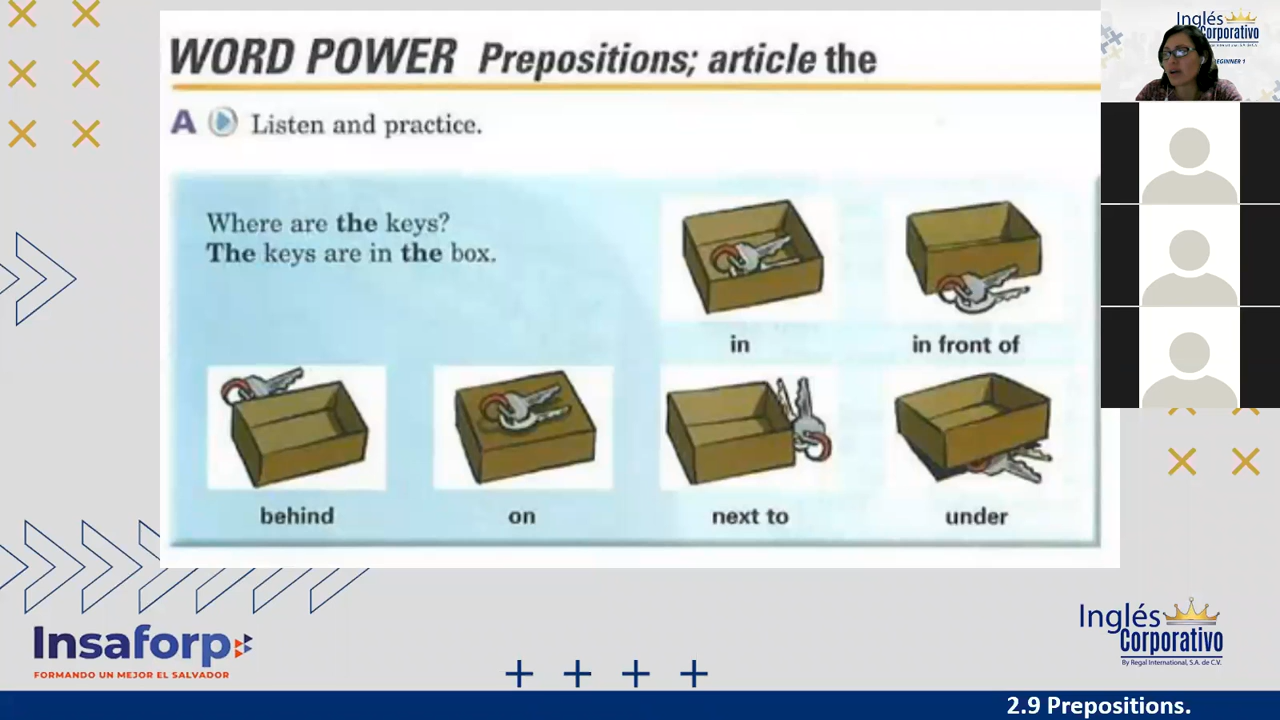 WORD POWER Prepositions; article the
A Listen and practice.
Where are the keys?
The keys are in the box.
in
in front of
behind
on
next to
under
Inglés
Corporativo
BEGINNER 1
Insaforp
FORMANDO UN MEJOR EL SALVADOR
Inglés
Corporativo
By Regal International, S.A. de C.V.
2.9 Prepositions.